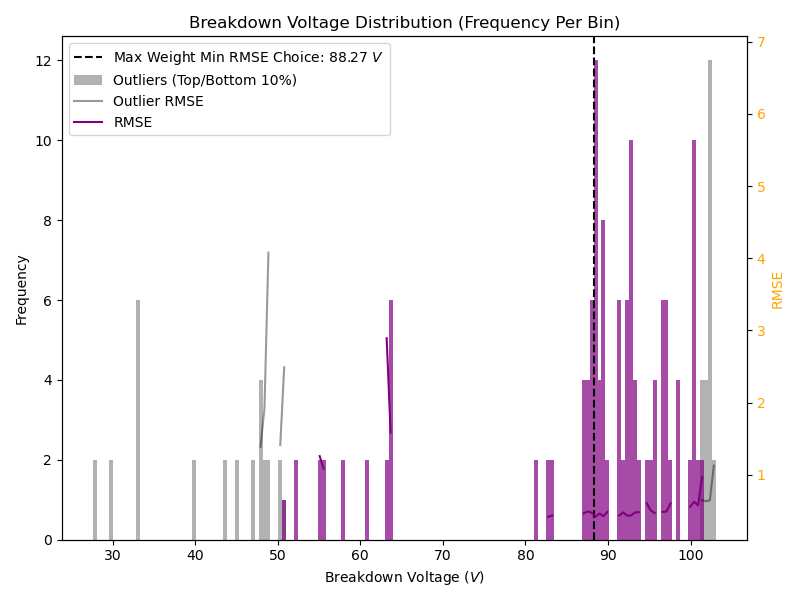 Breakdown Voltage Distribution (Frequency Per Bin)
Max Weight Min RMSE Choice: 88.27 V
Outliers (Top/Bottom 10%)
Outlier RMSE
RMSE
Frequency
12
10
8
6
4
2
0
7
6
5
4
3
2
1
RMSE
30 40 50 60 70 80 90 100
Breakdown Voltage (V)